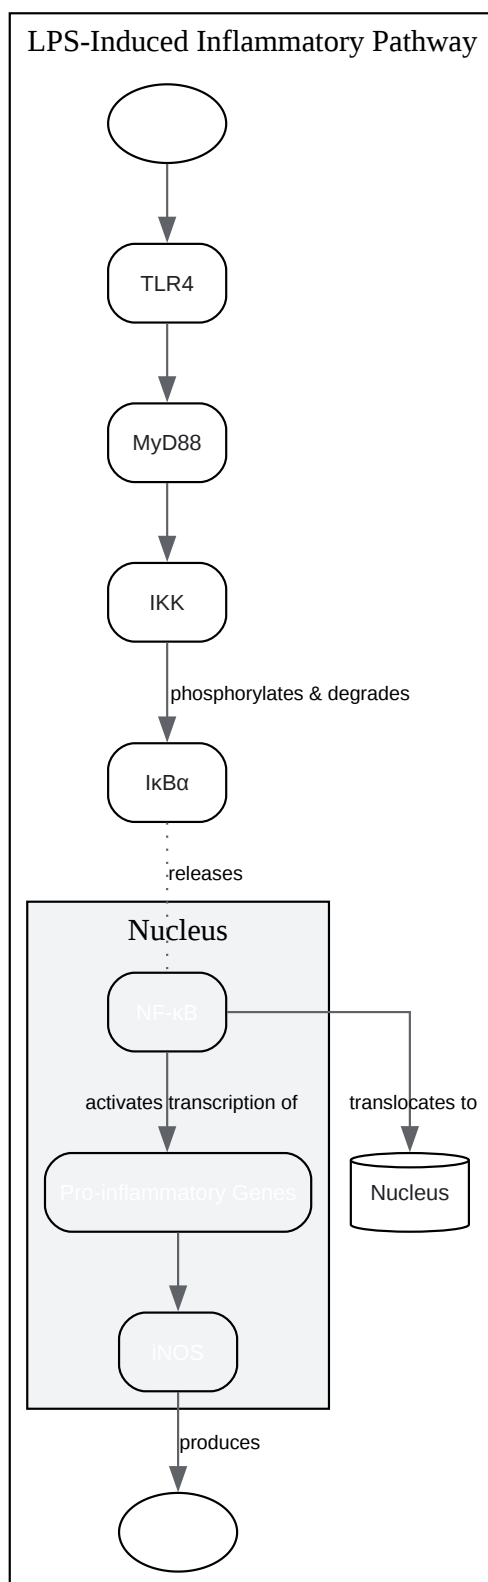 LPS-Induced Inflammatory Pathway
TLR4
MyD88
IKK
phosphorylates & degrades
IκBα
releases
Nucleus
NF-κB
activates transcription of
translocates to
Pro-inflammatory Genes
Nucleus
iNOS
produces